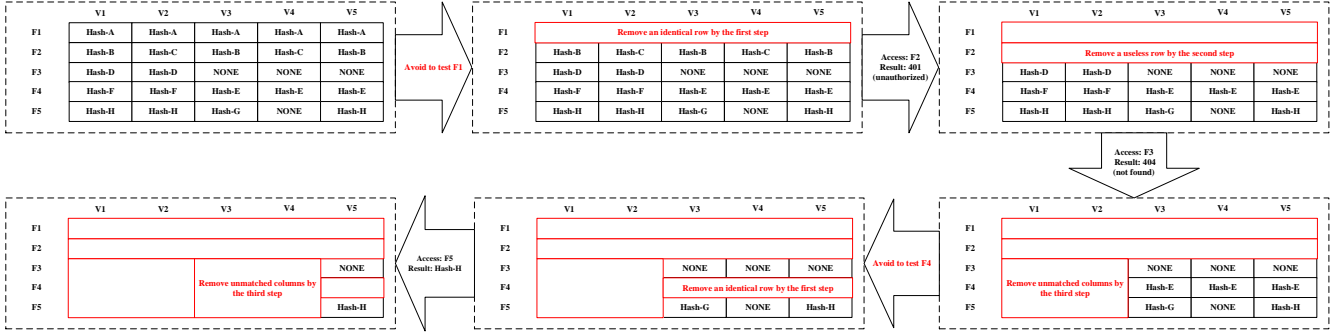 V1 V2 V3 V4 V5
F1 Hash-A Hash-A Hash-A Hash-A Hash-A
F2 Hash-B Hash-C Hash-B Hash-C Hash-B
F3 Hash-D Hash-D NONE NONE NONE
F4 Hash-F Hash-F Hash-E Hash-E Hash-E
F5 Hash-H Hash-H Hash-G NONE Hash-H
Avoid to test F1
V1 V2 V3 V4 V5
F1 Remove an identical row by the first step
F2 Hash-B Hash-C Hash-B Hash-C Hash-B
F3 Hash-D Hash-D NONE NONE NONE
F4 Hash-F Hash-F Hash-E Hash-E Hash-E
F5 Hash-H Hash-H Hash-G NONE Hash-H
Access: F2
Result: 401
(unauthorized)
V1 V2 V3 V4 V5
F1
F2 Remove a useless row by the second step
F3 Hash-D Hash-D NONE NONE NONE
F4 Hash-F Hash-F Hash-E Hash-E Hash-E
F5 Hash-H Hash-H Hash-G NONE Hash-H
Access: F3
Result: 404
(not found)
V1 V2 V3 V4 V5
F1
F2
F3 NONE NONE NONE
F4 Remove unmatched columns by the third step Hash-E Hash-E Hash-E
F5 Hash-G NONE Hash-H
Avoid to test F4
V1 V2 V3 V4 V5
F1
F2
F3 NONE NONE NONE
F4 Remove an identical row by the first step
F5 Hash-G NONE Hash-H
Access: F5
Result: Hash-H
V1 V2 V3 V4 V5
F1
F2
F3 NONE
F4 Remove unmatched columns by the third step
F5 Hash-H